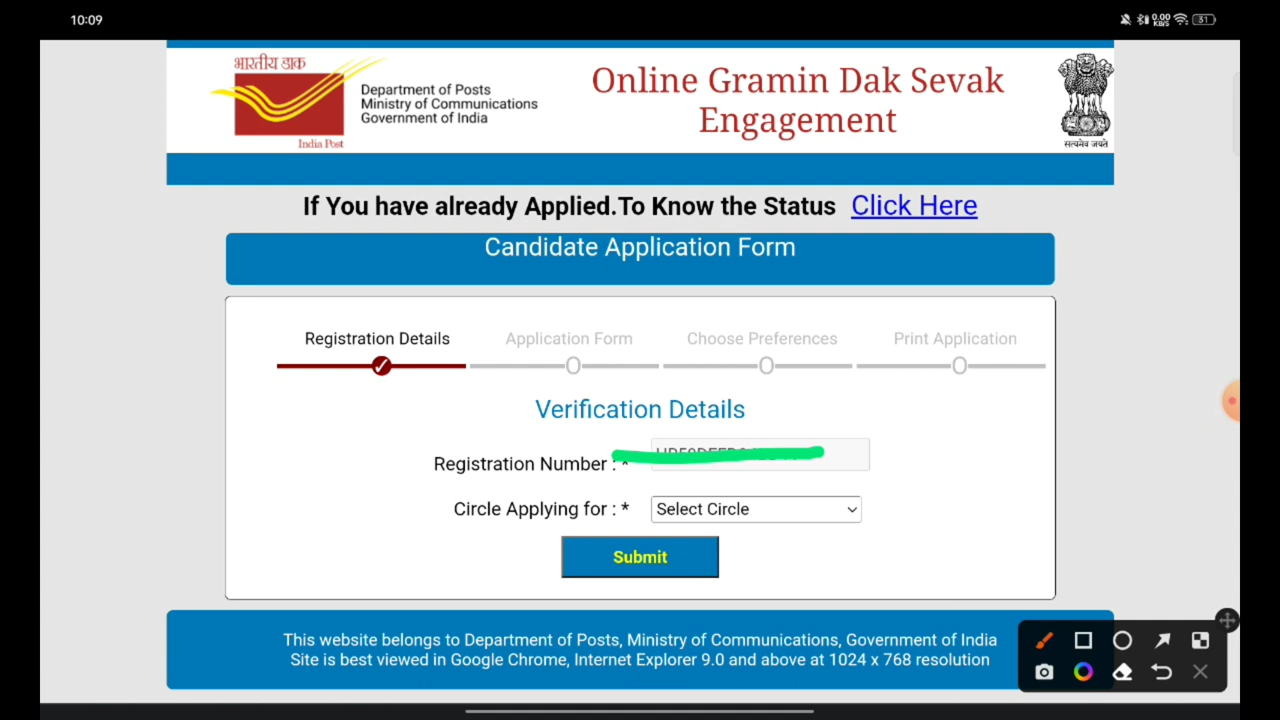 10:09
0.00 KB/s
31
भारतीय डाक
India Post
Department of Posts
Ministry of Communications
Government of India
Online Gramin Dak Sevak
Engagement
सत्यमेव जयते
If You have already Applied.To Know the Status Click Here
Candidate Application Form
Registration Details
Application Form
Choose Preferences
Print Application
Verification Details
Registration Number : *
Circle Applying for : * Select Circle
Submit
This website belongs to Department of Posts, Ministry of Communications, Government of India
Site is best viewed in Google Chrome, Internet Explorer 9.0 and above at 1024 x 768 resolution